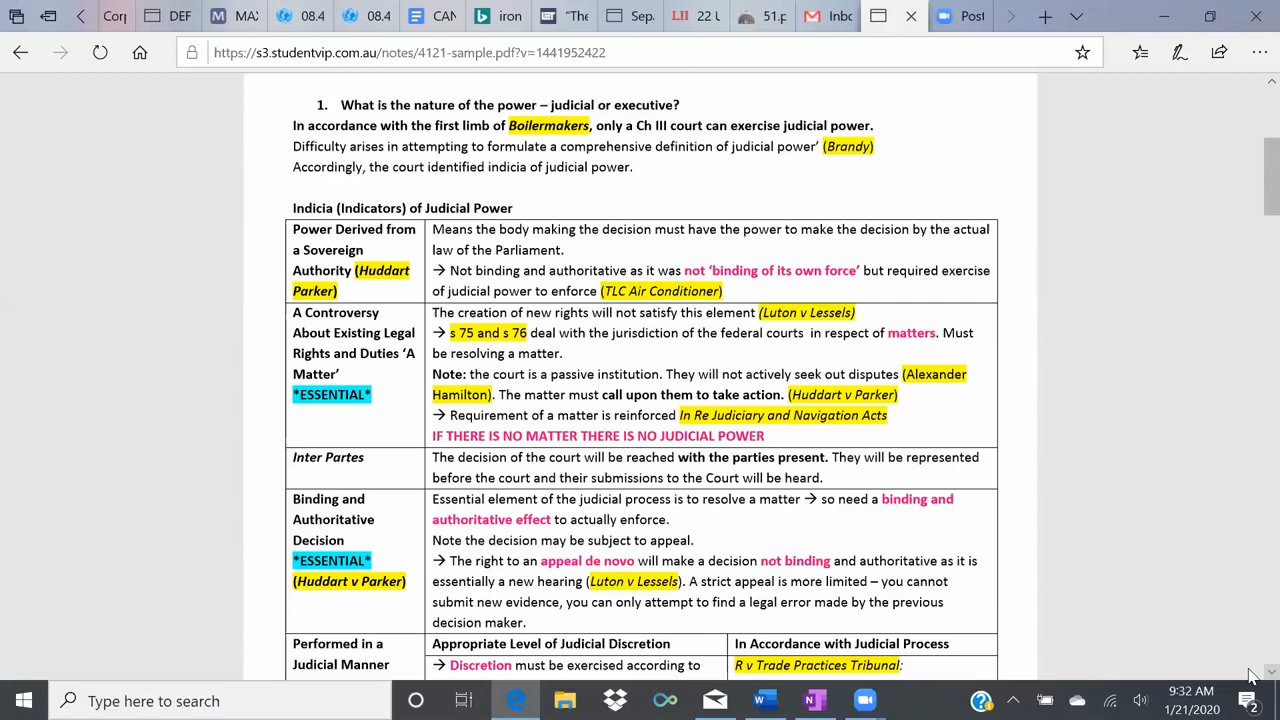 Corp
DEF
MAX
08.4
08.4
CAN
iron
"The
Sep
LII
22 U
51.p
Inbo
Post
https://s3.studentvip.com.au/notes/4121-sample.pdf?v=1441952422
1. What is the nature of the power – judicial or executive?
In accordance with the first limb of Boilermakers, only a Ch III court can exercise judicial power.
Difficulty arises in attempting to formulate a comprehensive definition of judicial power' (Brandy)
Accordingly, the court identified indicia of judicial power.
Indicia (Indicators) of Judicial Power
Power Derived from
a Sovereign
Authority (Huddart
Parker)
Means the body making the decision must have the power to make the decision by the actual
law of the Parliament.
→ Not binding and authoritative as it was not 'binding of its own force' but required exercise
of judicial power to enforce (TLC Air Conditioner)
A Controversy
About Existing Legal
Rights and Duties 'A
Matter'
*ESSENTIAL*
The creation of new rights will not satisfy this element (Luton v Lessels)
→ s 75 and s 76 deal with the jurisdiction of the federal courts in respect of matters. Must
be resolving a matter.
Note: the court is a passive institution. They will not actively seek out disputes (Alexander
Hamilton). The matter must call upon them to take action. (Huddart v Parker)
→ Requirement of a matter is reinforced In Re Judiciary and Navigation Acts
IF THERE IS NO MATTER THERE IS NO JUDICIAL POWER
Inter Partes
The decision of the court will be reached with the parties present. They will be represented
before the court and their submissions to the Court will be heard.
Binding and
Authoritative
Decision
*ESSENTIAL*
(Huddart v Parker)
Essential element of the judicial process is to resolve a matter → so need a binding and
authoritative effect to actually enforce.
Note the decision may be subject to appeal.
→ The right to an appeal de novo will make a decision not binding and authoritative as it is
essentially a new hearing (Luton v Lessels). A strict appeal is more limited – you cannot
submit new evidence, you can only attempt to find a legal error made by the previous
decision maker.
Performed in a
Judicial Manner
Appropriate Level of Judicial Discretion
→ Discretion must be exercised according to
In Accordance with Judicial Process
R v Trade Practices Tribunal:
Type here to search
9:32 AM
1/21/2020
2